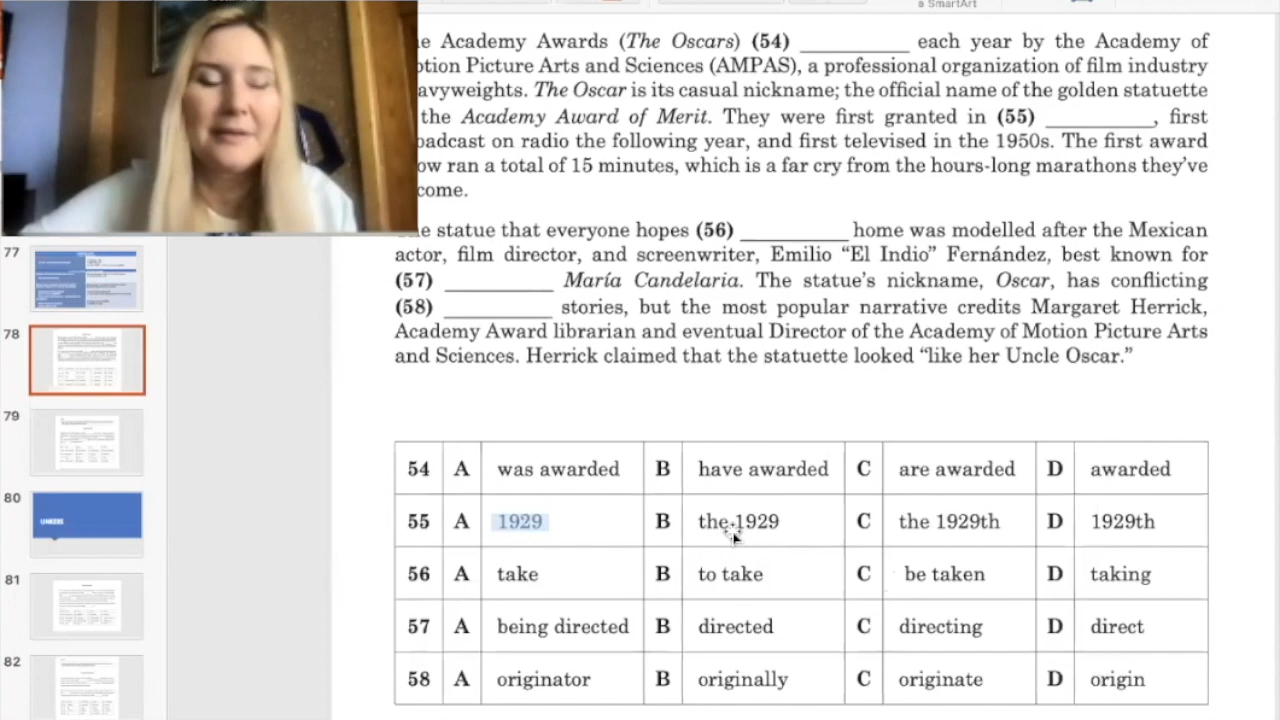 a SmartArt
e Academy Awards (The Oscars) (54) __________ each year by the Academy of
otion Picture Arts and Sciences (AMPAS), a professional organization of film industry
avyweights. The Oscar is its casual nickname; the official name of the golden statuette
the Academy Award of Merit. They were first granted in (55) __________, first
oadcast on radio the following year, and first televised in the 1950s. The first award
ow ran a total of 15 minutes, which is a far cry from the hours-long marathons they've
come.
e statue that everyone hopes (56) __________ home was modelled after the Mexican
actor, film director, and screenwriter, Emilio “El Indio” Fernández, best known for
(57) __________ María Candelaria. The statue's nickname, Oscar, has conflicting
(58) __________ stories, but the most popular narrative credits Margaret Herrick,
Academy Award librarian and eventual Director of the Academy of Motion Picture Arts
and Sciences. Herrick claimed that the statuette looked “like her Uncle Oscar.”
54 A was awarded B have awarded C are awarded D awarded
55 A 1929 B the 1929 C the 1929th D 1929th
56 A take B to take C be taken D taking
57 A being directed B directed C directing D direct
58 A originator B originally C originate D origin
77
78
79
80
LINKERS
81
82